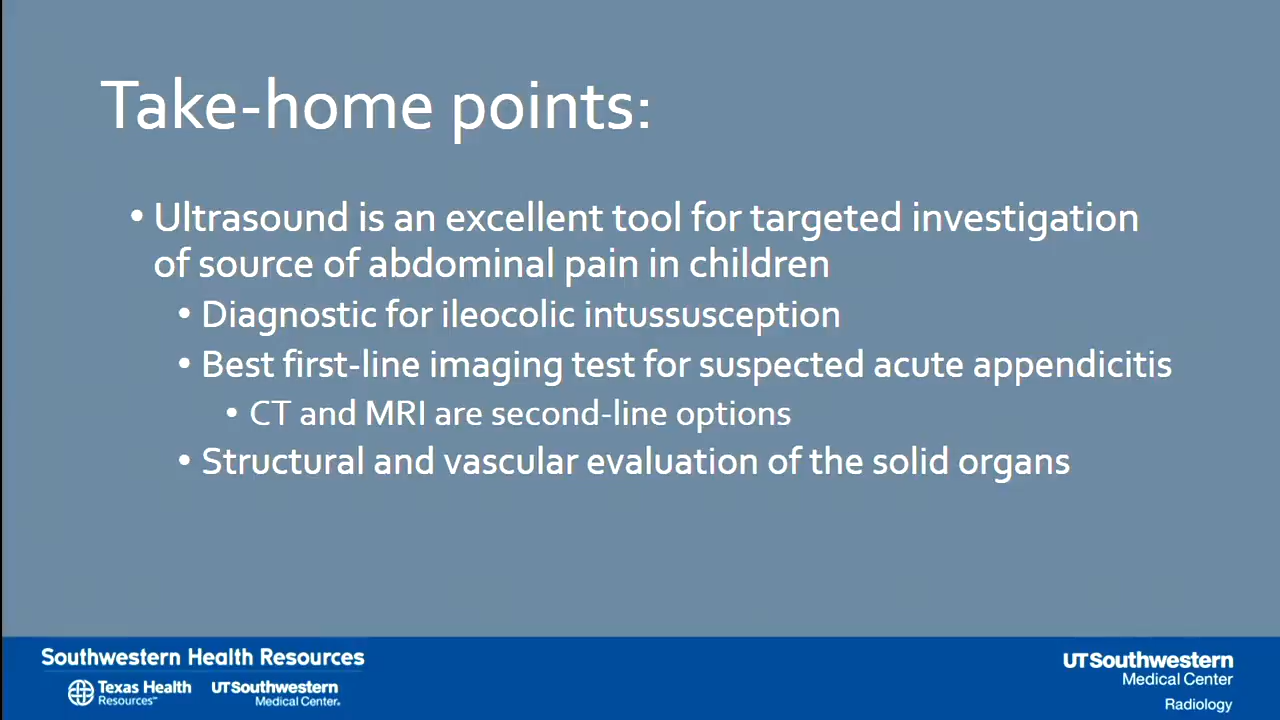 Take-home points:
• Ultrasound is an excellent tool for targeted investigation
of source of abdominal pain in children
• Diagnostic for ileocolic intussusception
• Best first-line imaging test for suspected acute appendicitis
• CT and MRI are second-line options
• Structural and vascular evaluation of the solid organs
Southwestern Health Resources
Texas Health
Resources℠
UTSouthwestern
Medical Center.
UTSouthwestern
Medical Center
Radiology